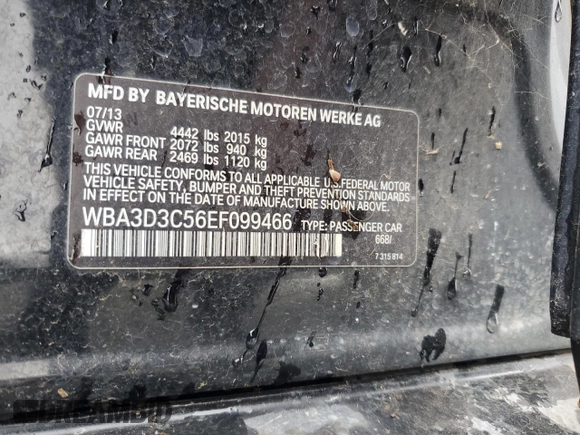 MFD BY BAYERISCHE MOTOREN WERKE AG
07/13
GVWR 4442 lbs 2015 kg
GAWR FRONT 2072 lbs 940 kg
GAWR REAR 2469 lbs 1120 kg
THIS VEHICLE CONFORMS TO ALL APPLICABLE U.S.FEDERAL MOTOR
VEHICLE SAFETY, BUMPER AND THEFT PREVENTION STANDARDS
IN EFFECT ON THE DATE OF MANUFACTURE SHOWN ABOVE.
WBA3D3C56EF099466 TYPE: PASSENGER CAR
668/
7 315 814